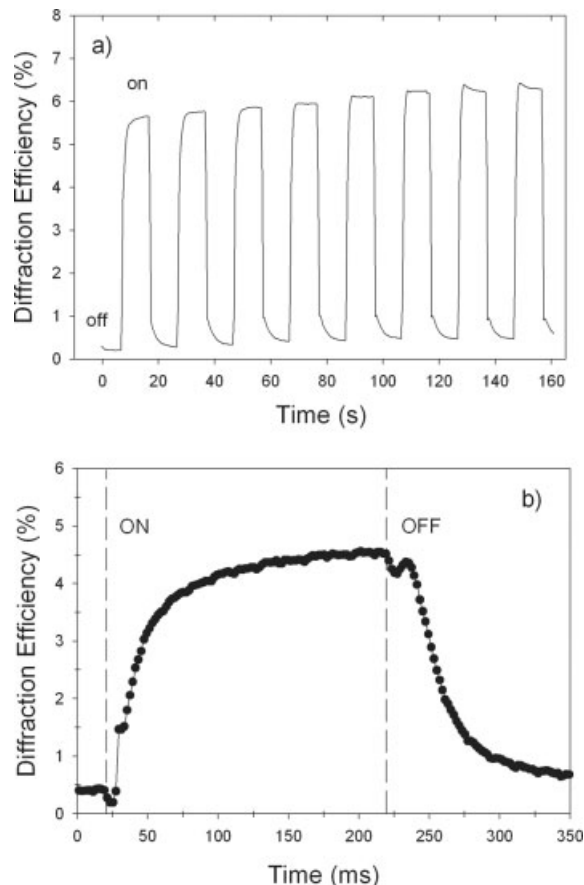 a)
on
off
Diffraction Efficiency (%)
8
7
6
5
4
3
2
1
0
0 20 40 60 80 100 120 140 160
Time (s)
b)
ON
OFF
Diffraction Efficiency (%)
6
5
4
3
2
1
0
0 50 100 150 200 250 300 350
Time (ms)